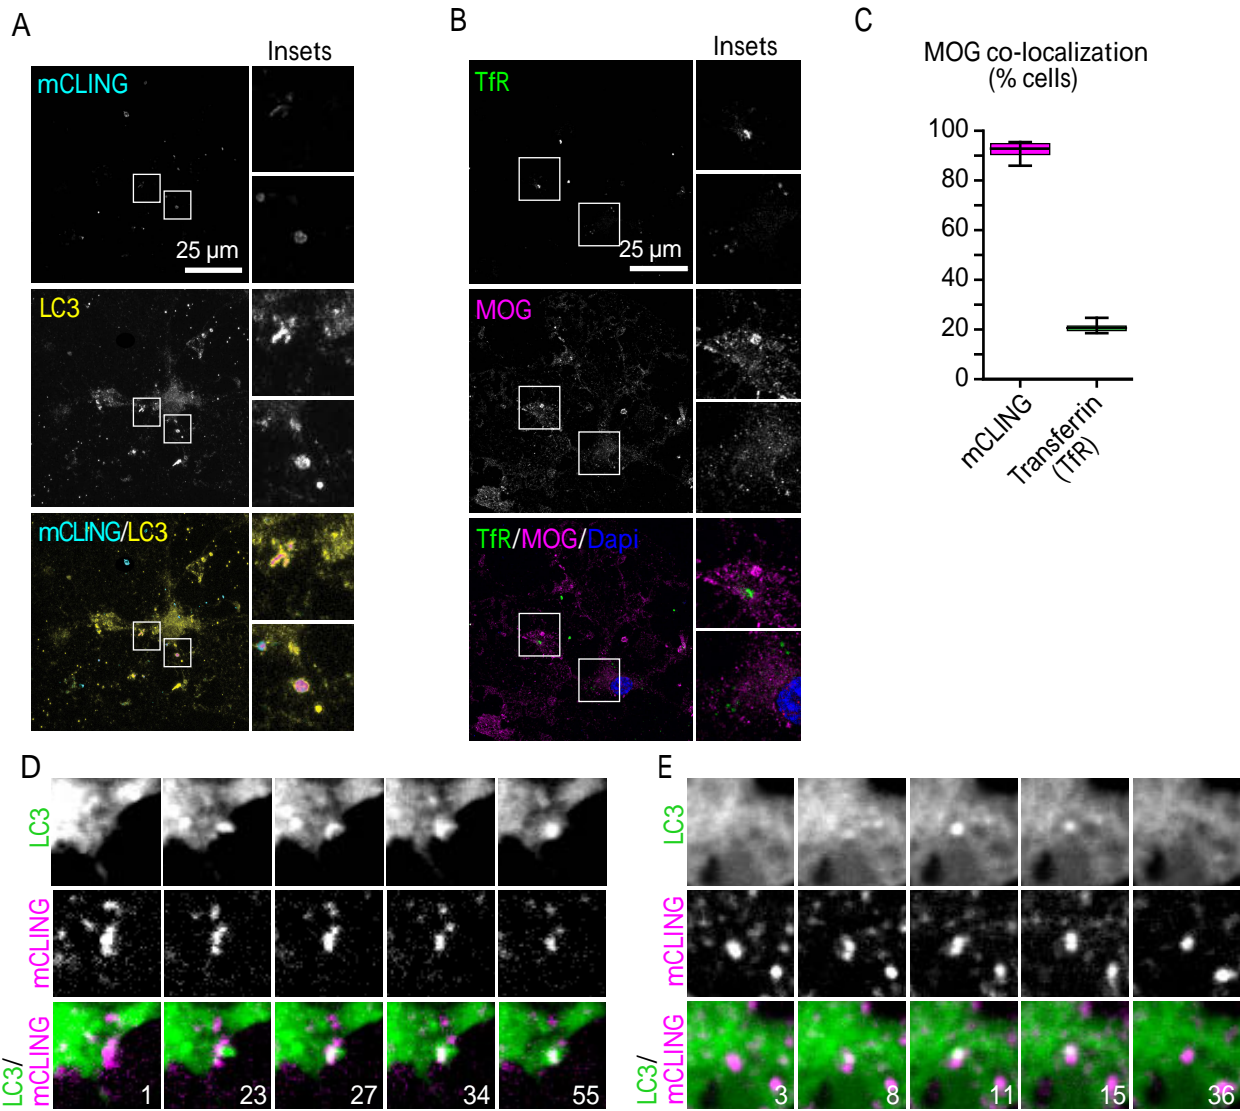 A
Insets
mCLING
25 µm
LC3
mCLING/LC3
B
Insets
TfR
25 µm
MOG
TfR/MOG/Dapi
C
MOG co-localization
(% cells)
100
80
60
40
20
0
mCLING
Transferrin
(TfR)
D
LC3
mCLING
LC3/
mCLING
1
23
27
34
55
E
LC3
mCLING
LC3/
mCLING
3
8
11
15
36